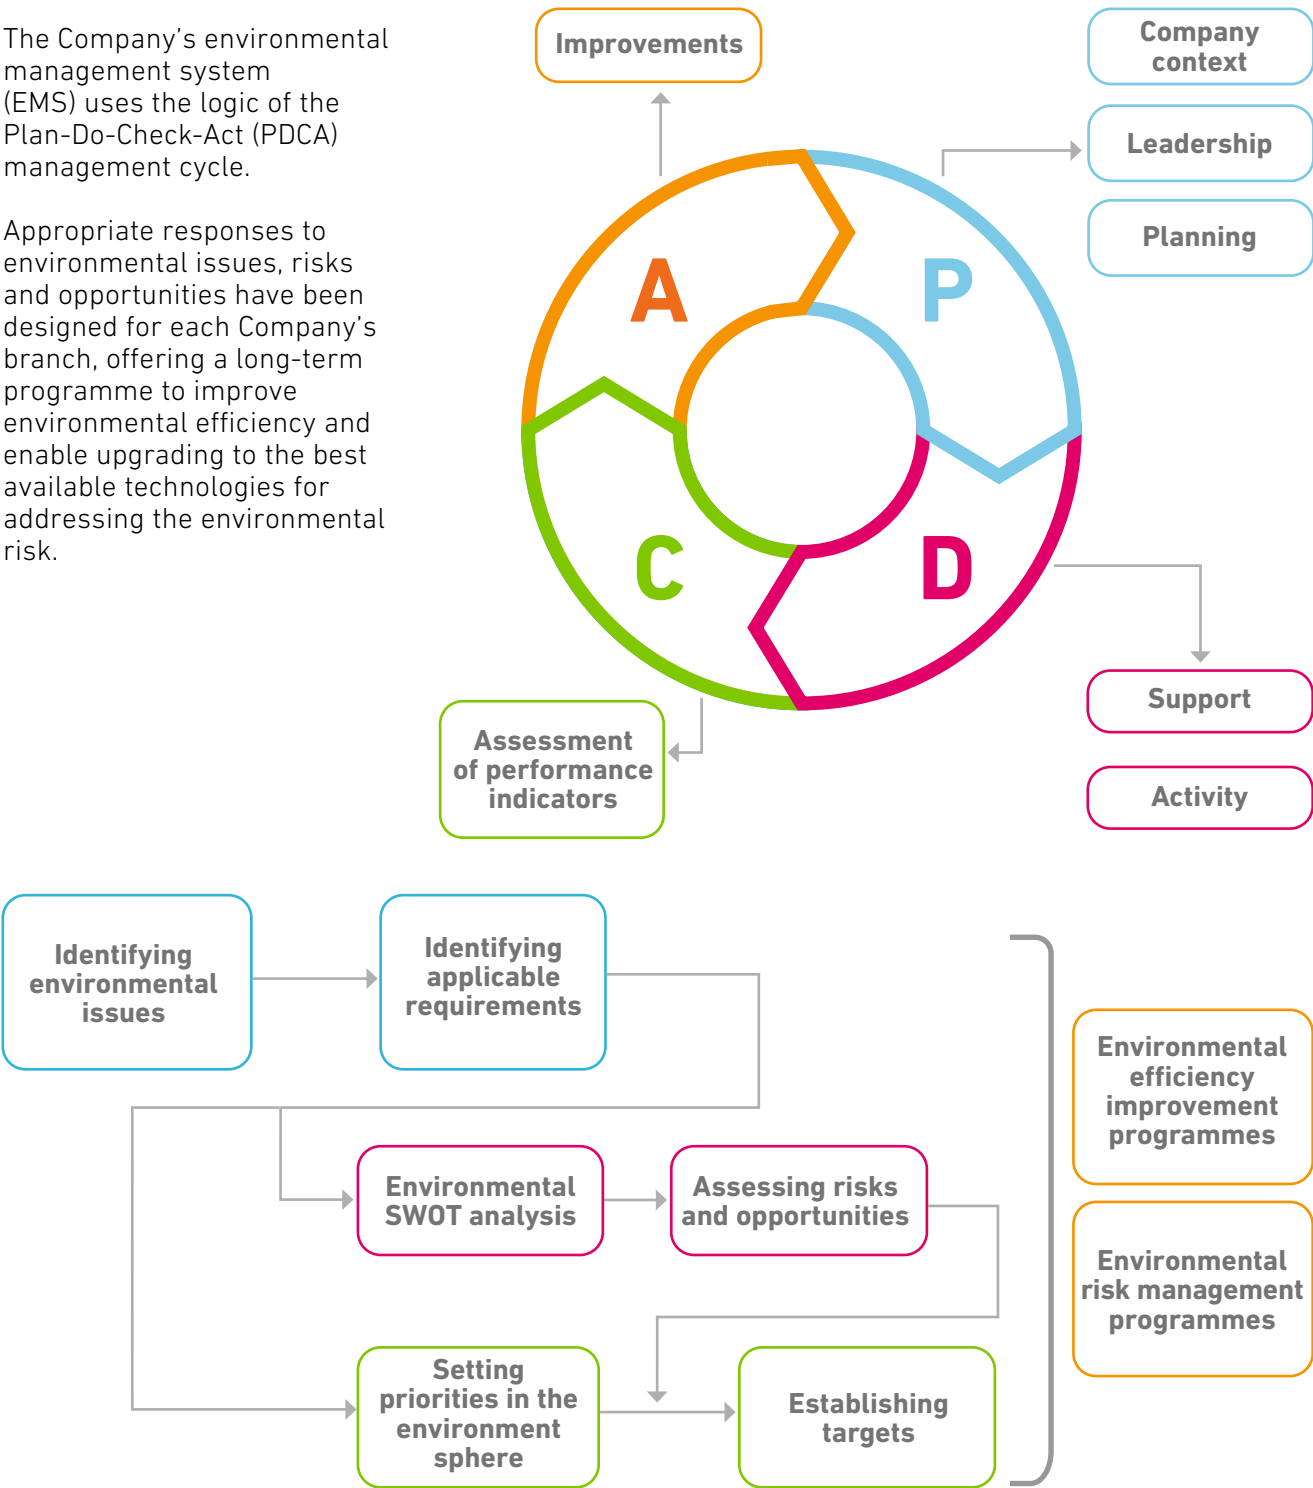 The Company’s environmental
management system
(EMS) uses the logic of the
Plan-Do-Check-Act (PDCA)
management cycle.
Appropriate responses to
environmental issues, risks
and opportunities have been
designed for each Company’s
branch, offering a long-term
programme to improve
environmental efficiency and
enable upgrading to the best
available technologies for
addressing the environmental
risk.
Improvements
Company
context
Leadership
Planning
A
P
C
D
Support
Activity
Assessment
of performance
indicators
Identifying
environmental
issues
Identifying
applicable
requirements
Environmental
SWOT analysis
Assessing risks
and opportunities
Setting
priorities in the
environment
sphere
Establishing
targets
Environmental
efficiency
improvement
programmes
Environmental
risk management
programmes